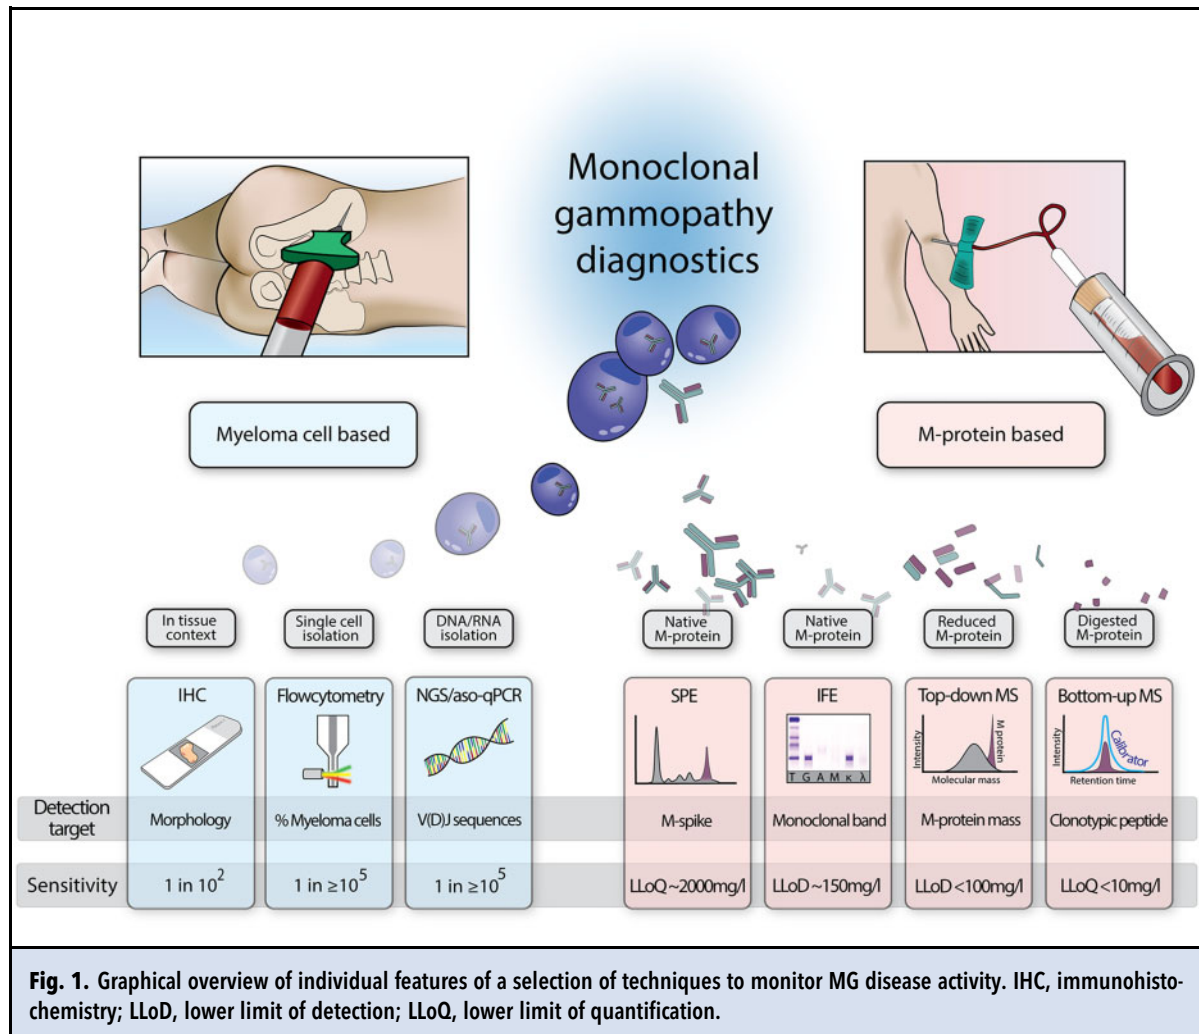 Monoclonal
gammopathy
diagnostics
Myeloma cell based
M-protein based
In tissue
context
Single cell
isolation
DNA/RNA
isolation
Native
M-protein
Native
M-protein
Reduced
M-protein
Digested
M-protein
IHC
Flowcytometry
NGS/aso-qPCR
SPE
IFE
T G A M κ λ
Top-down MS
Intensity
M protein
Molecular mass
Bottom-up MS
Intensity
Calibrator
Retention time
Detection
target
Morphology
% Myeloma cells
V(D)J sequences
M-spike
Monoclonal band
M-protein mass
Clonotypic peptide
Sensitivity
1 in 10²
1 in ≥10⁵
1 in ≥10⁵
LLoQ ~2000mg/l
LLoD ~150mg/l
LLoD <100mg/l
LLoQ <10mg/l
Fig. 1. Graphical overview of individual features of a selection of techniques to monitor MG disease activity. IHC, immunohisto-
chemistry; LLoD, lower limit of detection; LLoQ, lower limit of quantification.